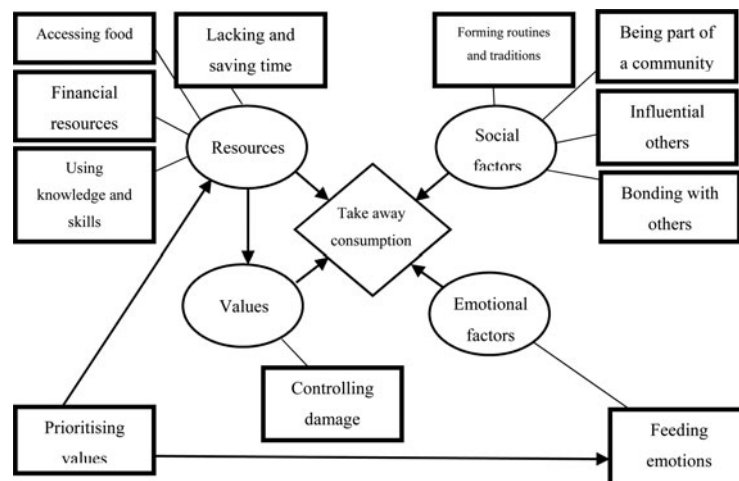 Accessing food
Lacking and
saving time
Forming routines
and traditions
Being part of
a community
Financial
resources
Influential
others
Using
knowledge and
skills
Resources
Social
factors
Bonding with
others
Take away
consumption
Values
Emotional
factors
Controlling
damage
Prioritising
values
Feeding
emotions